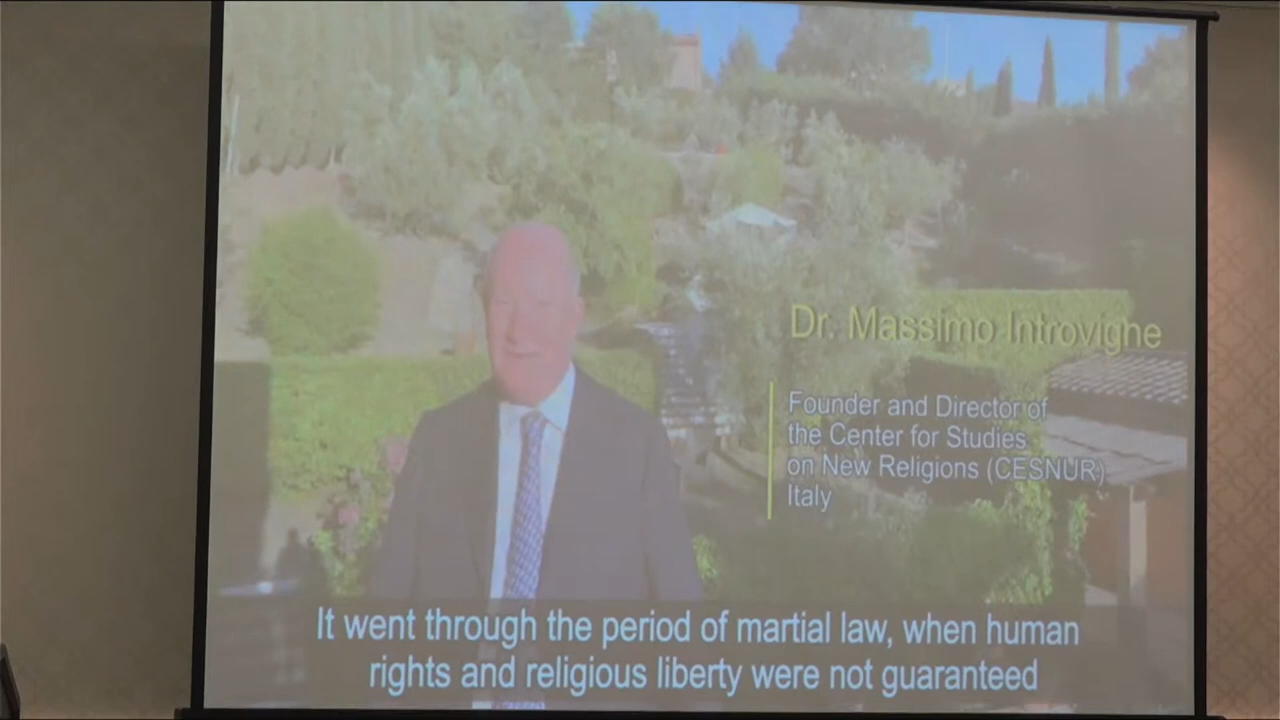 Dr. Massimo Introvighe
Founder and Director of
the Center for Studies
on New Religions (CESNUR)
Italy
It went through the period of martial law, when human
rights and religious liberty were not guaranteed